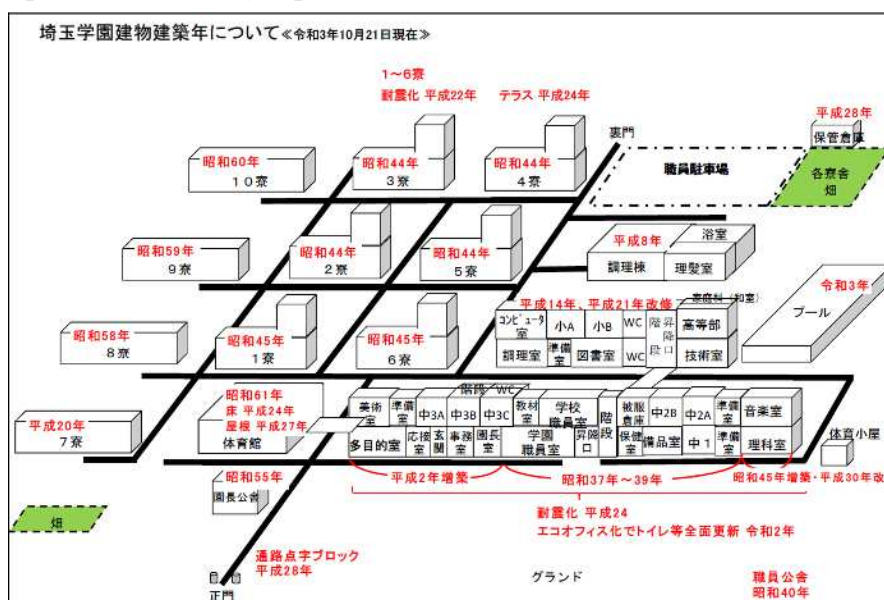 埼玉学園建物建築年について≪令和3年10月21日現在≫
1～6寮
耐震化 平成22年
テラス 平成24年
平成28年
保管倉庫
裏門
職員駐車場
各寮舎
畑
昭和60年
10寮
昭和44年
3寮
昭和44年
4寮
昭和59年
9寮
昭和44年
2寮
昭和44年
5寮
平成8年
浴室
調理棟
理髪室
令和3年
プール
平成14年、平成21年改修
家庭科(和室)
コンピュータ室
小A
小B
WC
階段
昇降口
高等部
調理室
準備室
図書室
WC
技術室
昭和58年
8寮
昭和45年
1寮
昭和45年
6寮
平成20年
7寮
昭和61年
床 平成24年
屋根 平成27年
体育館
階段
WC
美術室
準備室
中3A
中3B
中3C
教材室
学校職員室
階段
被服倉庫
中2B
中2A
準備室
音楽室
多目的室
応接室
玄関
事務室
園長室
学園職員室
昇降口
保健室
備品室
中1
準備室
理科室
体育小屋
昭和55年
園長公舎
平成2年増築
昭和37年～39年
昭和45年増築・平成30年改
耐震化 平成24
エコオフィス化でトイレ等全面更新 令和2年
畑
通路点字ブロック
平成28年
正門
グランド
職員公舎
昭和40年